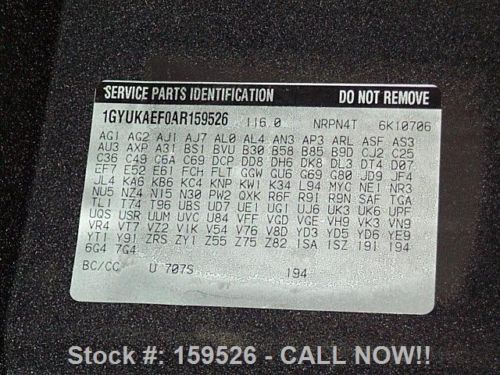 SERVICE PARTS IDENTIFICATION DO NOT REMOVE
1GYUKAEF0AR159526 116.0 NRPN4T 6K10706
AG1 AG2 AJ1 AJ7 AL0 AL4 AN3 AP3 ARL ASF AS3
AU3 AXP A31 BS1 BVU B30 B58 B85 B9D CJ2 C25
C36 C49 C6A C69 DCP DD8 DH6 DK8 DL3 DT4 D07
EF7 E52 E61 FCH FLT GGW GU6 G69 G80 JD9 JF4
JL4 KA6 KB6 KC4 KNP KW1 K34 L94 MYC NE1 NR3
NU5 NZ4 N15 N30 PW2 QXK R6F R9I R9N SAF TGA
TL1 T74 T96 UBS UD7 UE1 UG1 UJ6 UK3 UK6 UPF
UQS USR UUM UVC U84 VFF VGD VGE VH9 VK3 VN9
VR4 VT7 VZ2 V1K V54 V76 V8D YD3 YD5 YD6 YE9
YT1 Y91 ZRS ZY1 Z55 Z75 Z82 1SA 1SZ 19I 194
6G4 7G4
BC/CC U 707S 194
Stock #: 159526 - CALL NOW!!